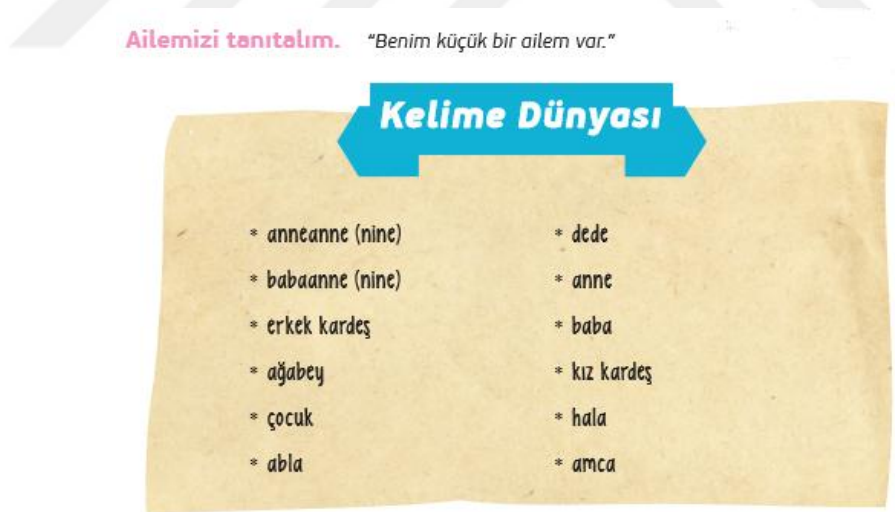 Ailemizi tanıtalım. "Benim küçük bir ailem var."
Kelime Dünyası
* anneanne (nine)
* babaanne (nine)
* erkek kardeş
* ağabey
* çocuk
* abla
* dede
* anne
* baba
* kız kardeş
* hala
* amca